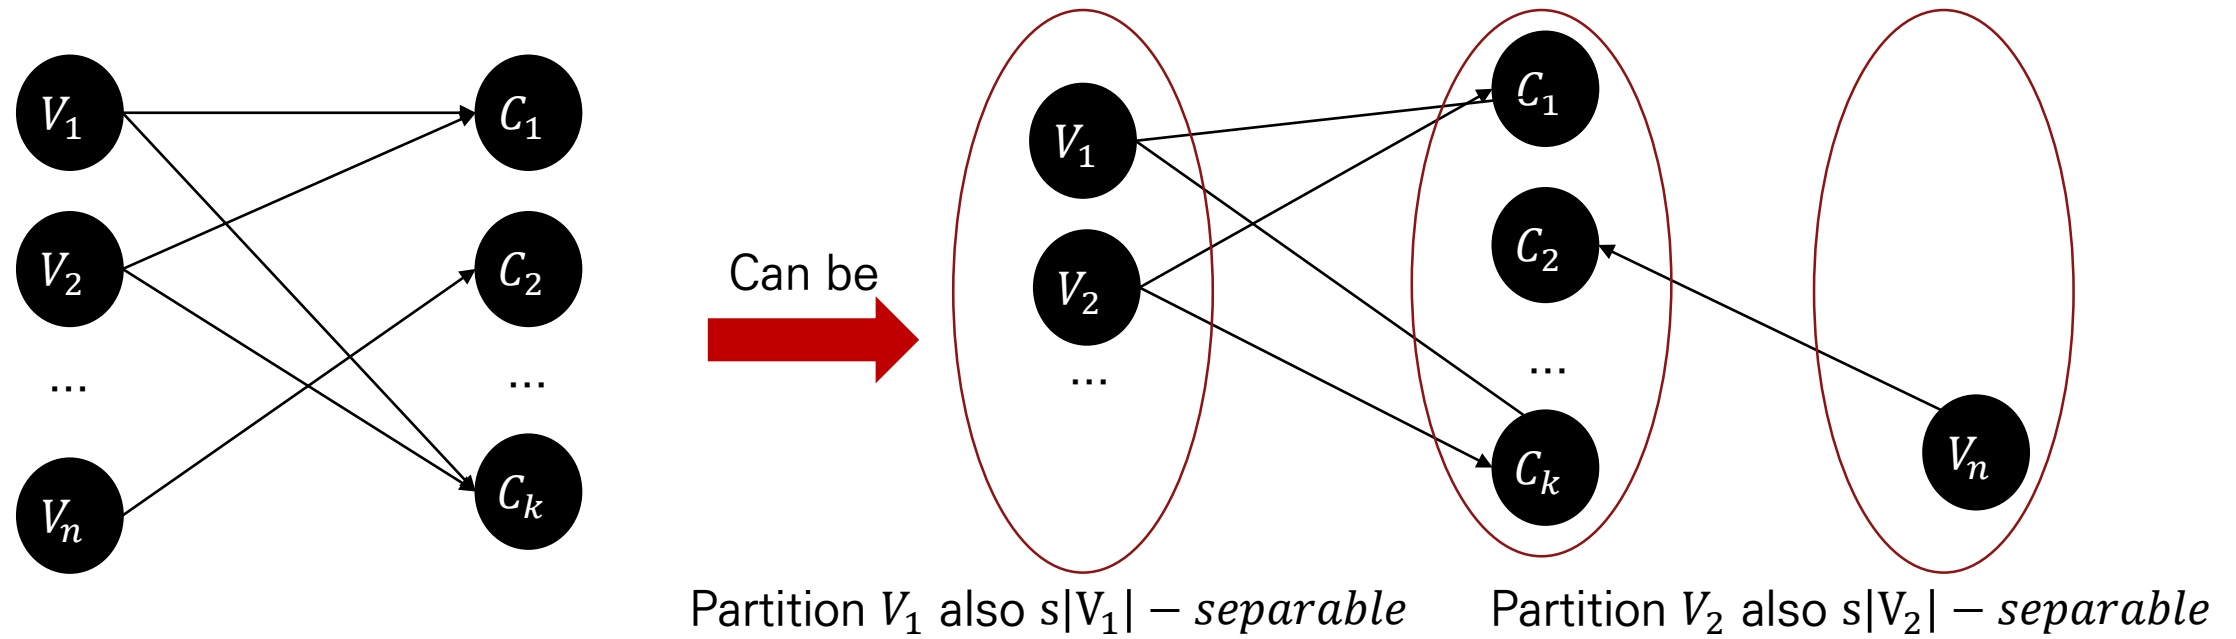 V₁
C₁
V₂
C₂
...
...
Vₙ
Cₖ
Can be
V₁
V₂
...
C₁
C₂
...
Cₖ
Vₙ
Partition V₁ also s|V₁| − separable
Partition V₂ also s|V₂| − separable